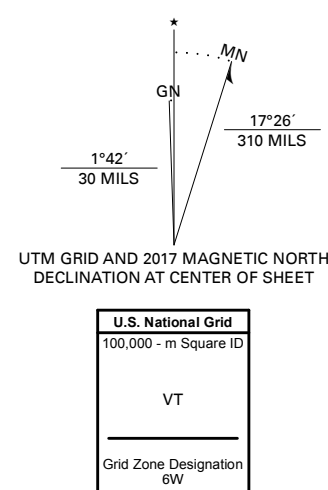 ★
MN
GN
17°26´
310 MILS
1°42´
30 MILS
UTM GRID AND 2017 MAGNETIC NORTH
DECLINATION AT CENTER OF SHEET
U.S. National Grid
100,000 - m Square ID
VT
Grid Zone Designation
6W